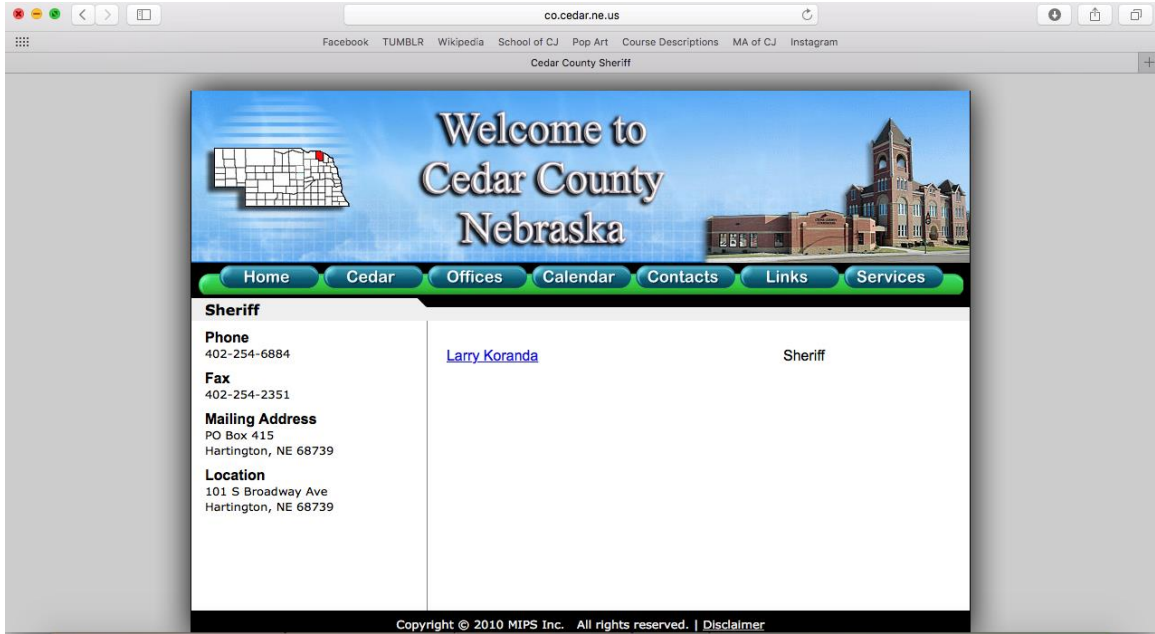 co.cedar.ne.us
Facebook TUMBLR Wikipedia School of CJ Pop Art Course Descriptions MA of CJ Instagram
Cedar County Sheriff
Welcome to
Cedar County
Nebraska
Home Cedar Offices Calendar Contacts Links Services
Sheriff
Phone
402-254-6884
Larry Koranda Sheriff
Fax
402-254-2351
Mailing Address
PO Box 415
Hartington, NE 68739
Location
101 S Broadway Ave
Hartington, NE 68739
Copyright © 2010 MIPS Inc. All rights reserved. | Disclaimer